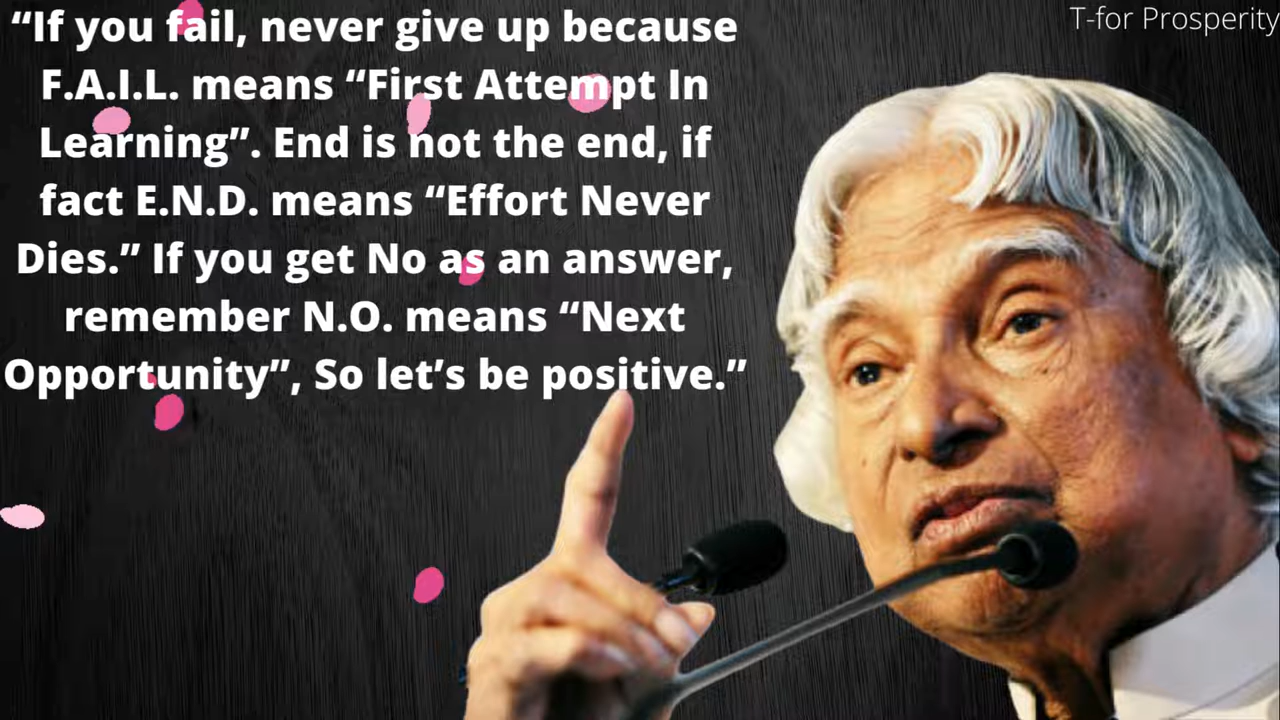 “If you fail, never give up because
F.A.I.L. means “First Attempt In
Learning”. End is not the end, if
fact E.N.D. means “Effort Never
Dies.” If you get No as an answer,
remember N.O. means “Next
Opportunity”, So let’s be positive.”
T-for Prosperity